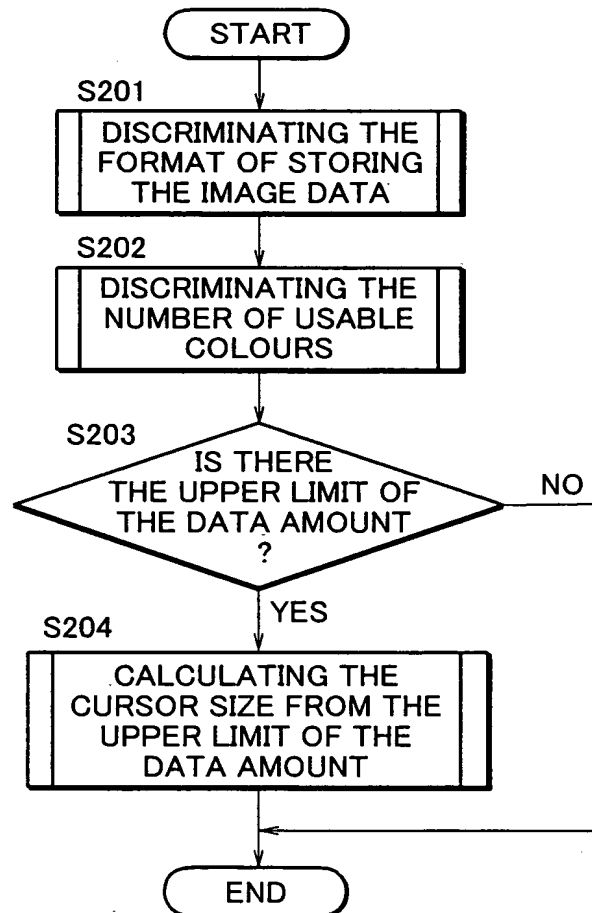 START
S201
DISCRIMINATING THE
FORMAT OF STORING
THE IMAGE DATA
S202
DISCRIMINATING THE
NUMBER OF USABLE
COLOURS
S203
IS THERE
THE UPPER LIMIT OF
THE DATA AMOUNT
?
NO
YES
S204
CALCULATING THE
CURSOR SIZE FROM THE
UPPER LIMIT OF THE
DATA AMOUNT
END